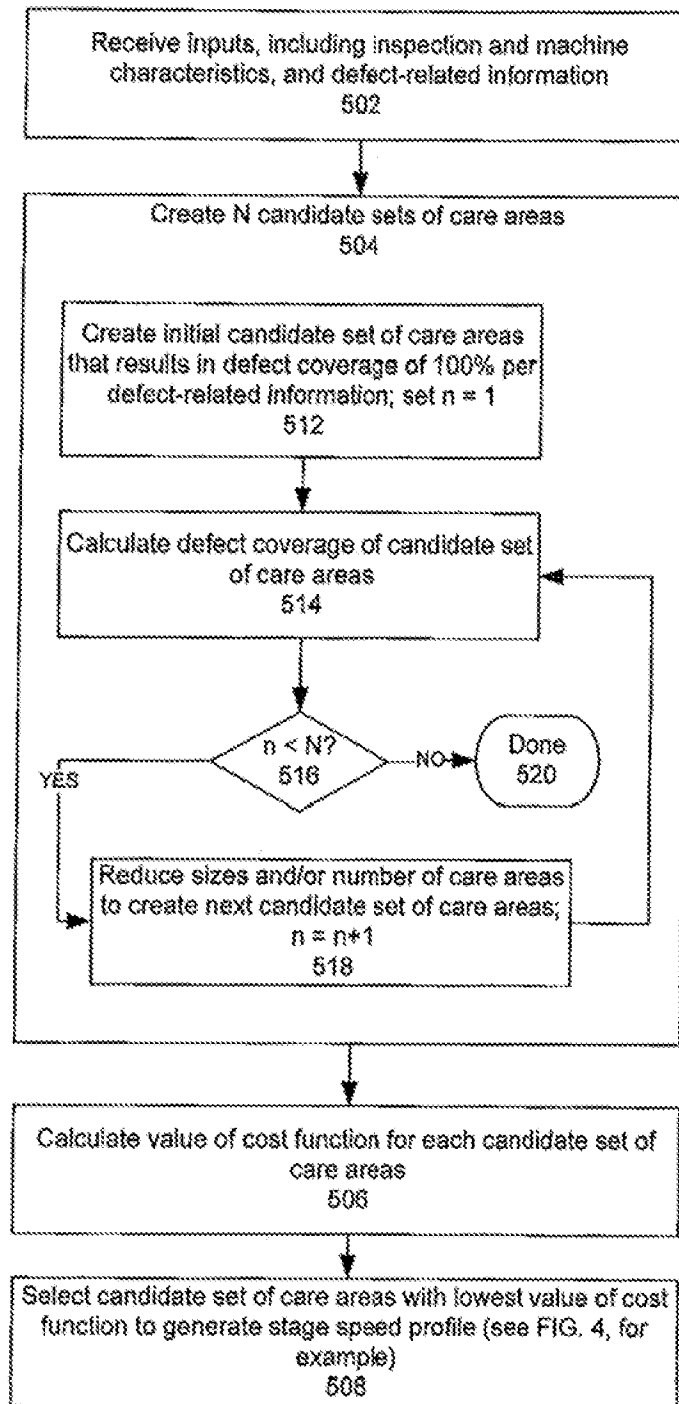 Receive inputs, including inspection and machine
characteristics, and defect-related information
502
Create N candidate sets of care areas
504
Create initial candidate set of care areas
that results in defect coverage of 100% per
defect-related information; set n = 1
512
Calculate defect coverage of candidate set
of care areas
514
n < N?
516
NO
Done
520
YES
Reduce sizes and/or number of care areas
to create next candidate set of care areas;
n = n+1
518
Calculate value of cost function for each candidate set of
care areas
506
Select candidate set of care areas with lowest value of cost
function to generate stage speed profile (see FIG. 4, for
example)
508